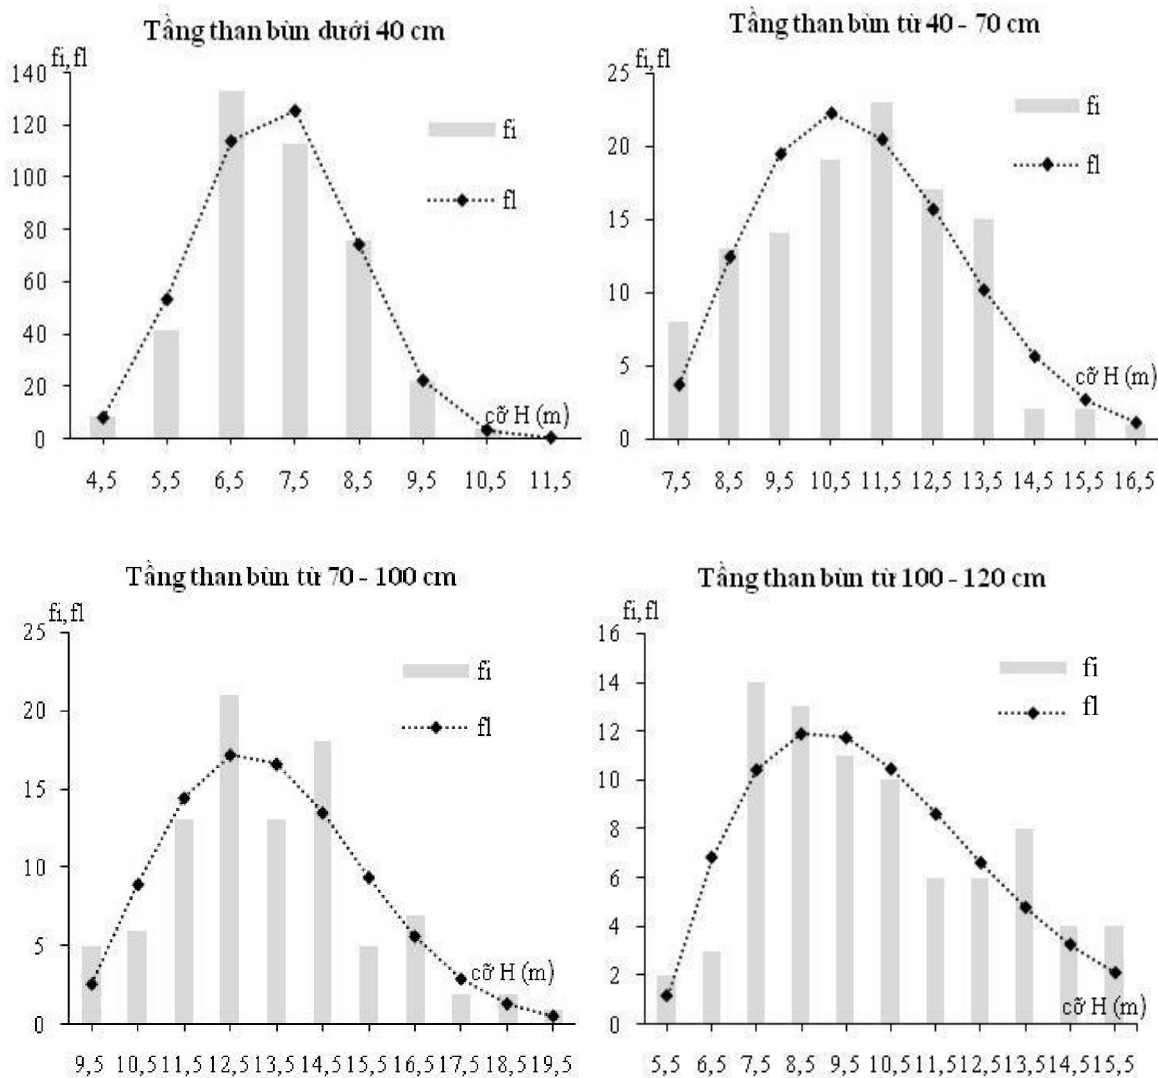 Tầng than bùn dưới 40 cm
fi, fl
140
120
100
80
60
40
20
0
fi
fl
cỡ H (m)
4,5 5,5 6,5 7,5 8,5 9,5 10,5 11,5
Tầng than bùn từ 40 - 70 cm
fi, fl
25
20
15
10
5
0
fi
fl
cỡ H (m)
7,5 8,5 9,5 10,5 11,5 12,5 13,5 14,5 15,5 16,5
Tầng than bùn từ 70 - 100 cm
fi, fl
25
20
15
10
5
0
fi
fl
cỡ H (m)
9,5 10,5 11,5 12,5 13,5 14,5 15,5 16,5 17,5 18,5 19,5
Tầng than bùn từ 100 - 120 cm
fi, fl
16
14
12
10
8
6
4
2
0
fi
fl
cỡ H (m)
5,5 6,5 7,5 8,5 9,5 10,5 11,5 12,5 13,5 14,5 15,5